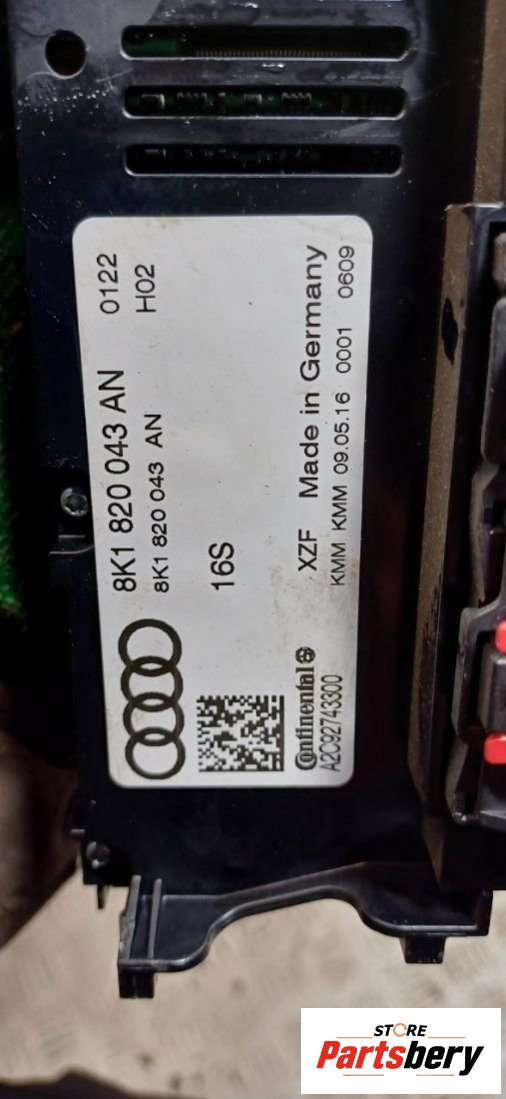 8K1 820 043 AN 0122
8K1 820 043 AN H02
16S
XZF Made in Germany
KMM KMM 09.05.16 0001 0609
Continental
A2C92743300
STORE
Partsbery